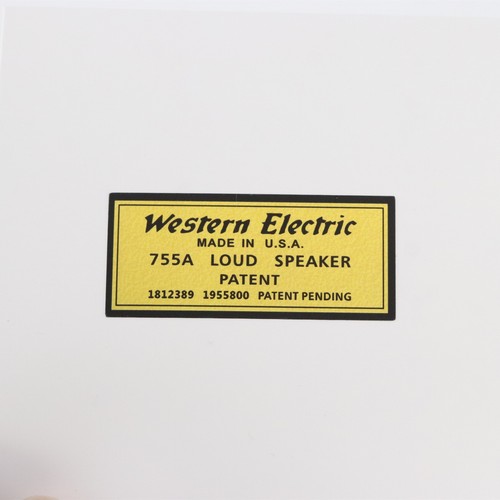 Western Electric
MADE IN U.S.A.
755A LOUD SPEAKER
PATENT
1812389 1955800 PATENT PENDING